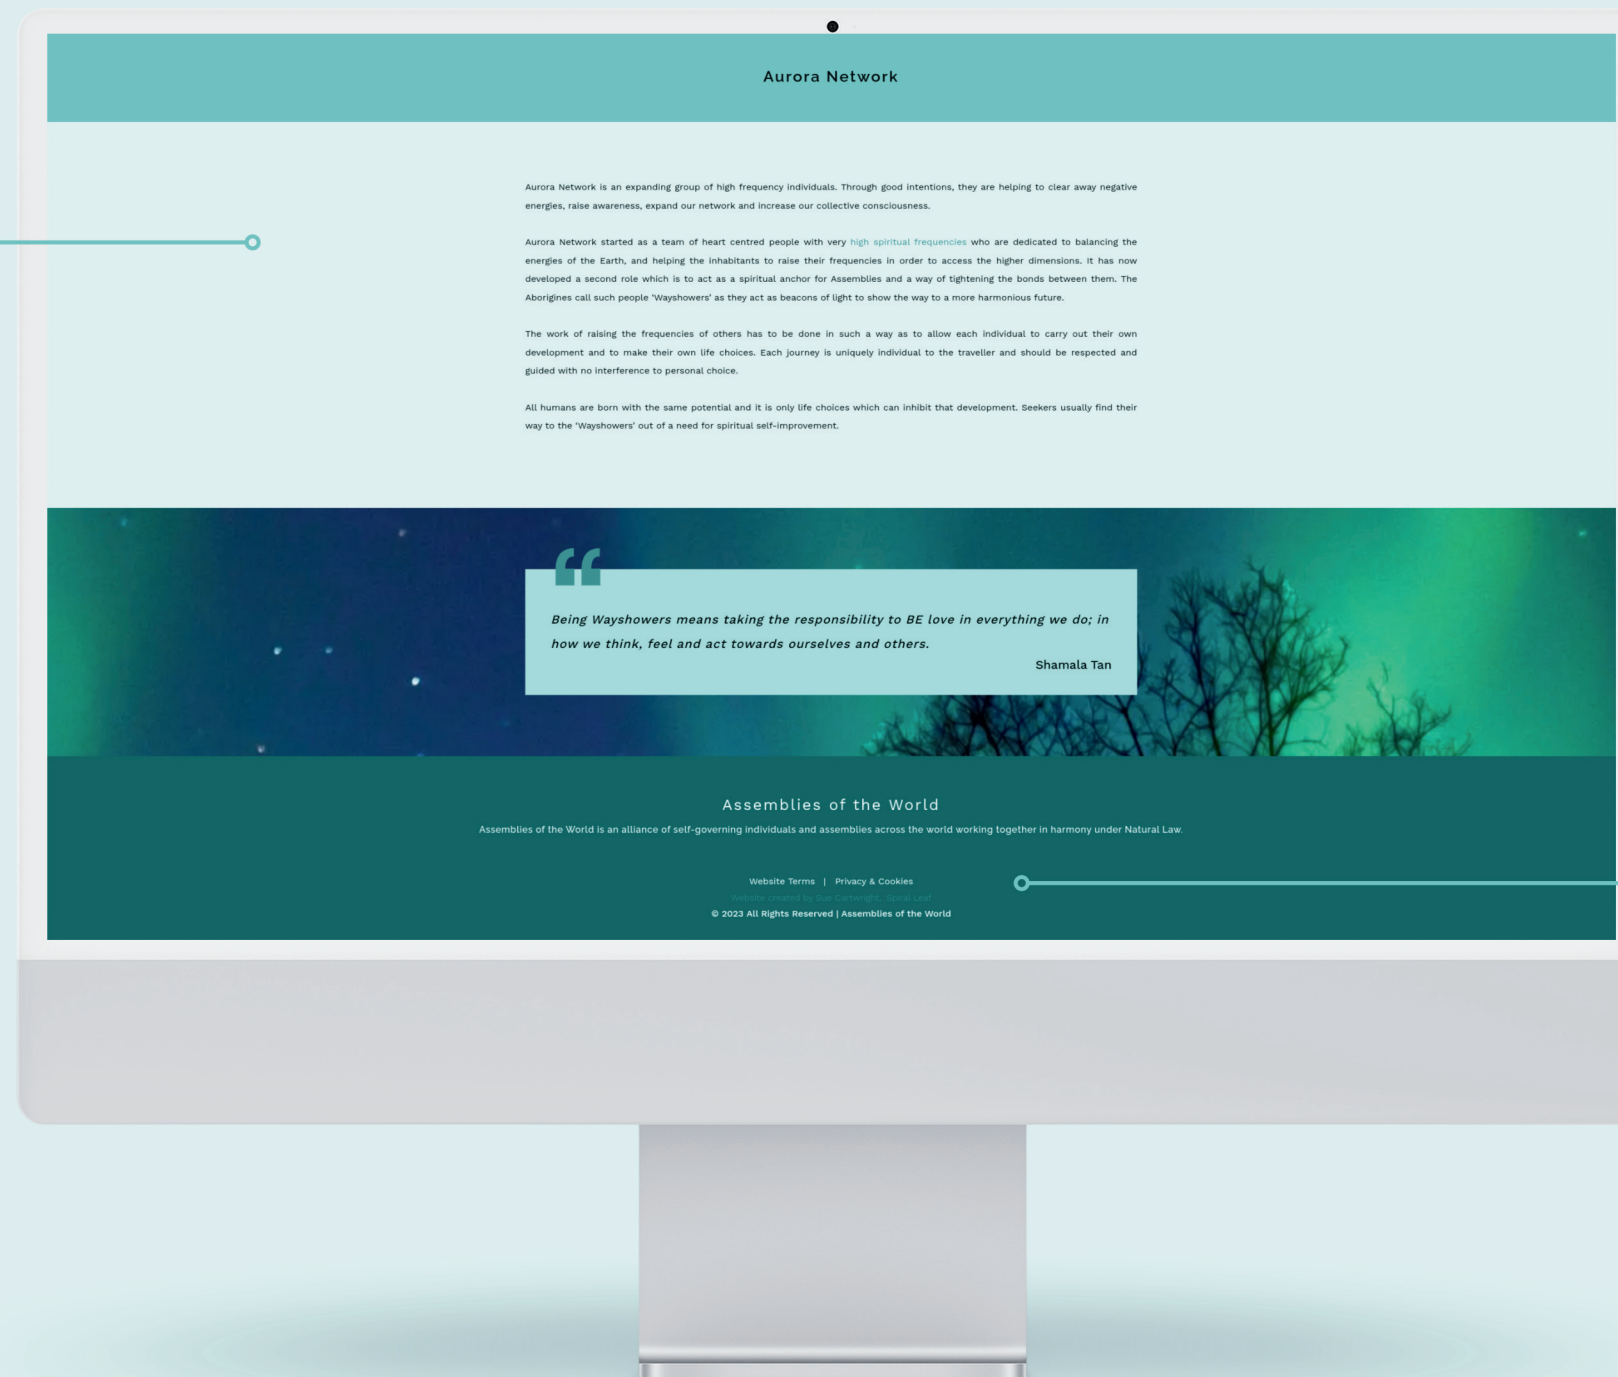 Aurora Network
Aurora Network is an expanding group of high frequency individuals. Through good intentions, they are helping to clear away negative
energies, raise awareness, expand our network and increase our collective consciousness.
Aurora Network started as a team of heart centred people with very high spiritual frequencies who are dedicated to balancing the
energies of the Earth, and helping the inhabitants to raise their frequencies in order to access the higher dimensions. It has now
developed a second role which is to act as a spiritual anchor for Assemblies and a way of tightening the bonds between them. The
Aborigines call such people ‘Wayshowers’ as they act as beacons of light to show the way to a more harmonious future.
The work of raising the frequencies of others has to be done in such a way as to allow each individual to carry out their own
development and to make their own life choices. Each journey is uniquely individual to the traveller and should be respected and
guided with no interference to personal choice.
All humans are born with the same potential and it is only life choices which can inhibit that development. Seekers usually find their
way to the ‘Wayshowers’ out of a need for spiritual self-improvement.
“
Being Wayshowers means taking the responsibility to BE love in everything we do; in
how we think, feel and act towards ourselves and others.
Shamala Tan
Assemblies of the World
Assemblies of the World is an alliance of self-governing individuals and assemblies across the world working together in harmony under Natural Law.
Website Terms | Privacy & Cookies
Website created by Sue Cartwright, Spiral Leaf
© 2023 All Rights Reserved | Assemblies of the World